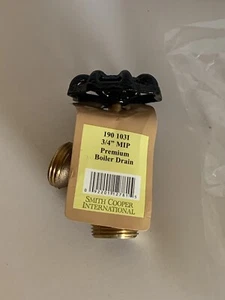 190 103I
3/4" MIP
Premium
Boiler Drain
SMITH COOPER
INTERNATIONAL